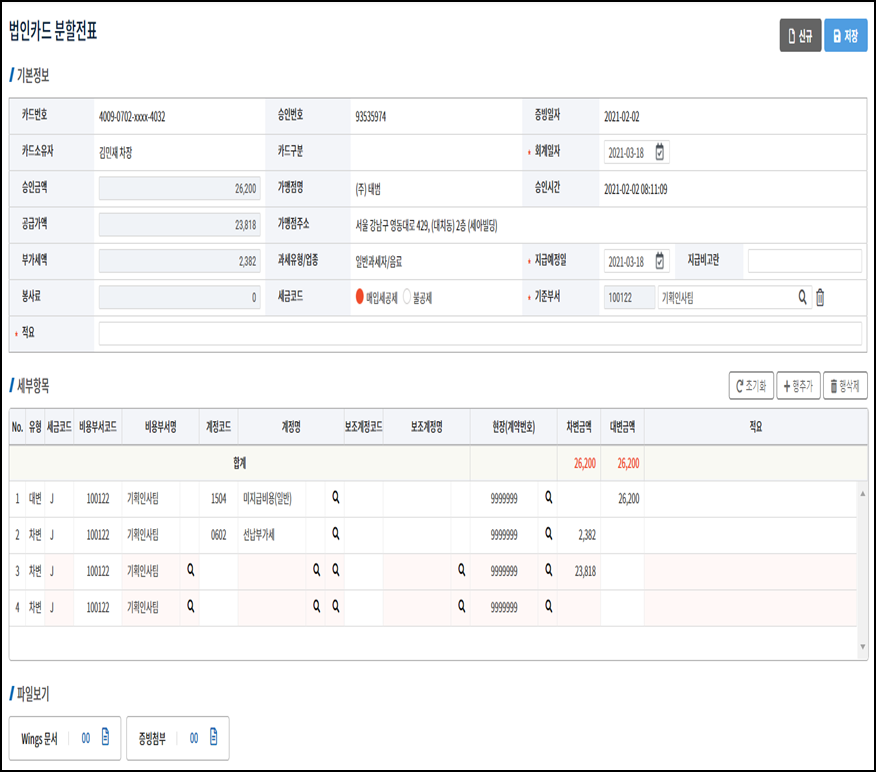 법인카드 분할전표
신규 저장
기본정보
카드번호 4009-0702-xxxx-4032 승인번호 93535974 증빙일자 2021-02-02
카드소유자 김민재 차장 카드구분 * 회계일자 2021-03-18
승인금액 26,200 가맹점명 (주) 태범 승인시간 2021-02-02 08:11:09
공급가액 23,818 가맹점주소 서울 강남구 영동대로 429, (대치동) 2층 (세아빌딩)
부가세액 2,382 과세유형/업종 일반과세자/음료 * 지급예정일 2021-03-18 지급비고란
봉사료 0 세금코드 매입세공제 불공제 * 기준부서 100122 기획인사팀
* 적요
세부항목
초기화 행추가 행삭제
No. 유형 세금코드 비용부서코드 비용부서명 계정코드 계정명 보조계정코드 보조계정명 현장(계약번호) 차변금액 대변금액 적요
합계 26,200 26,200
1 대변 J 100122 기획인사팀 1504 미지급비용(일반) 9999999 26,200
2 차변 J 100122 기획인사팀 0602 선납부가세 9999999 2,382
3 차변 J 100122 기획인사팀 9999999 23,818
4 차변 J 100122 기획인사팀 9999999
파일보기
Wings 문서 00 증빙첨부 00